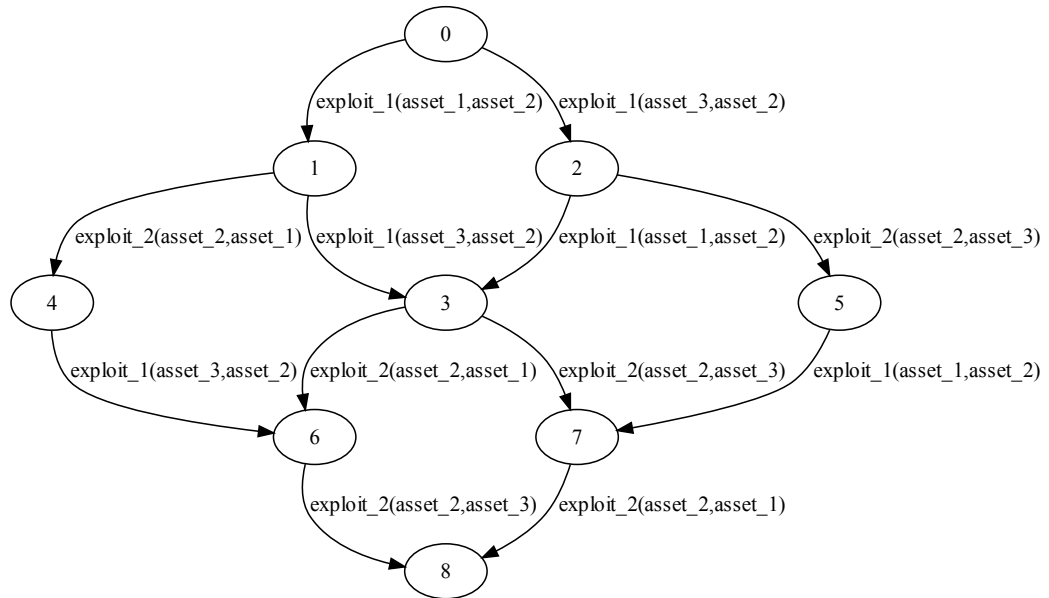 0
exploit_1(asset_1,asset_2) exploit_1(asset_3,asset_2)
1 2
exploit_2(asset_2,asset_1) exploit_1(asset_3,asset_2) exploit_1(asset_1,asset_2) exploit_2(asset_2,asset_3)
4 3 5
exploit_1(asset_3,asset_2) exploit_2(asset_2,asset_1) exploit_2(asset_2,asset_3) exploit_1(asset_1,asset_2)
6 7
exploit_2(asset_2,asset_3) exploit_2(asset_2,asset_1)
8